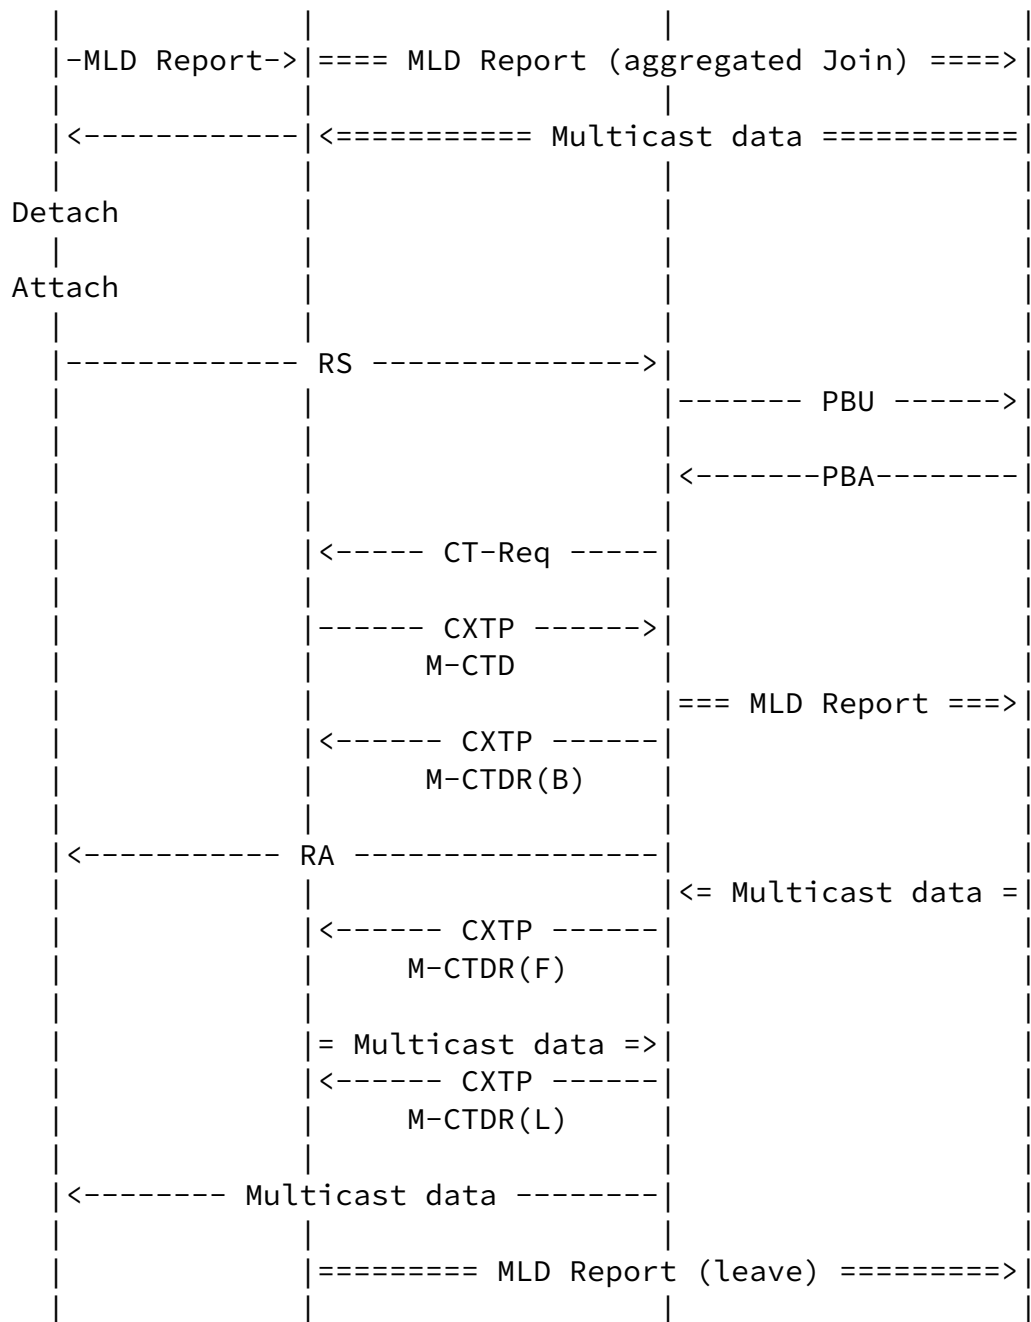 -MLD Report-> ==== MLD Report (aggregated Join) ====>
<------------ <=========== Multicast data ===========
Detach
Attach
------------- RS --------------->
------- PBU ------>
<-------PBA--------
<----- CT-Req -----
------ CXTP ------>
M-CTD
=== MLD Report ===>
<------ CXTP ------
M-CTDR(B)
<----------- RA -----------------
<= Multicast data =
<------ CXTP ------
M-CTDR(F)
= Multicast data =>
<------ CXTP ------
M-CTDR(L)
<-------- Multicast data --------
========= MLD Report (leave) =========>